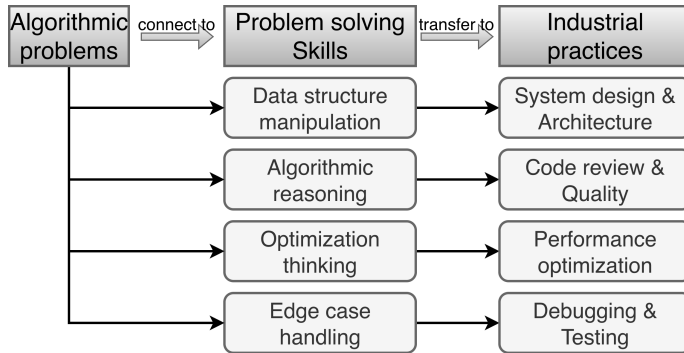 Algorithmic
problems
connect to
Problem solving
Skills
transfer to
Industrial
practices
Data structure
manipulation
System design &
Architecture
Algorithmic
reasoning
Code review &
Quality
Optimization
thinking
Performance
optimization
Edge case
handling
Debugging &
Testing